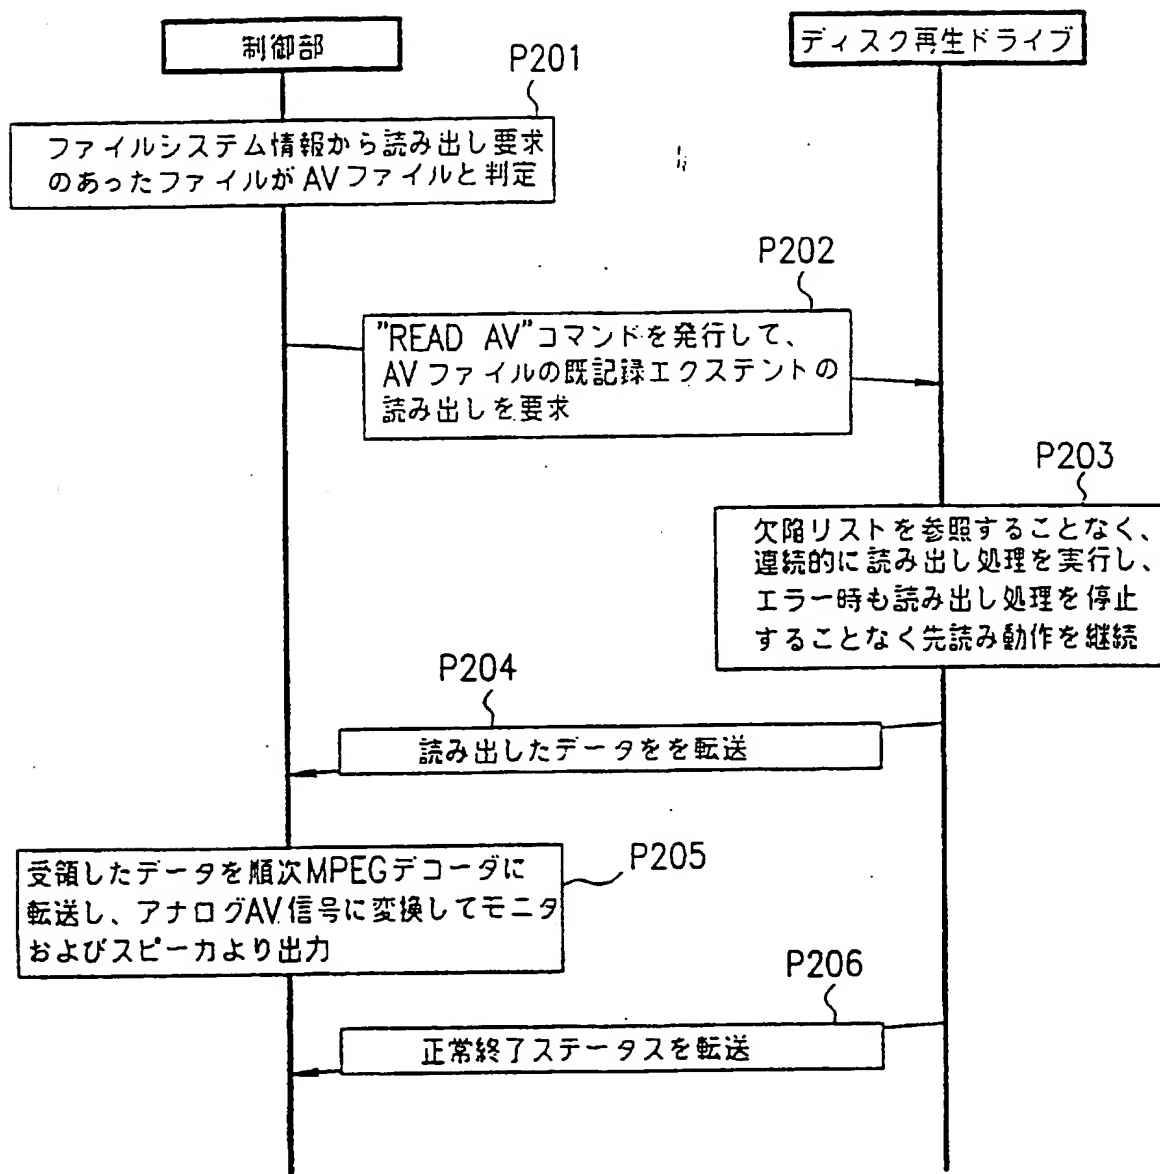 制御部
ディスク再生ドライブ
P201
ファイルシステム情報から読み出し要求
のあったファイルがAVファイルと判定
P202
"READ AV"コマンドを発行して、
AVファイルの既記録エクステントの
読み出しを要求
P203
欠陥リストを参照することなく、
連続的に読み出し処理を実行し、
エラー時も読み出し処理を停止
することなく先読み動作を継続
P204
読み出したデータをを転送
P205
受領したデータを順次MPEGデコーダに
転送し、アナログAV信号に変換してモニタ
およびスピーカより出力
P206
正常終了ステータスを転送